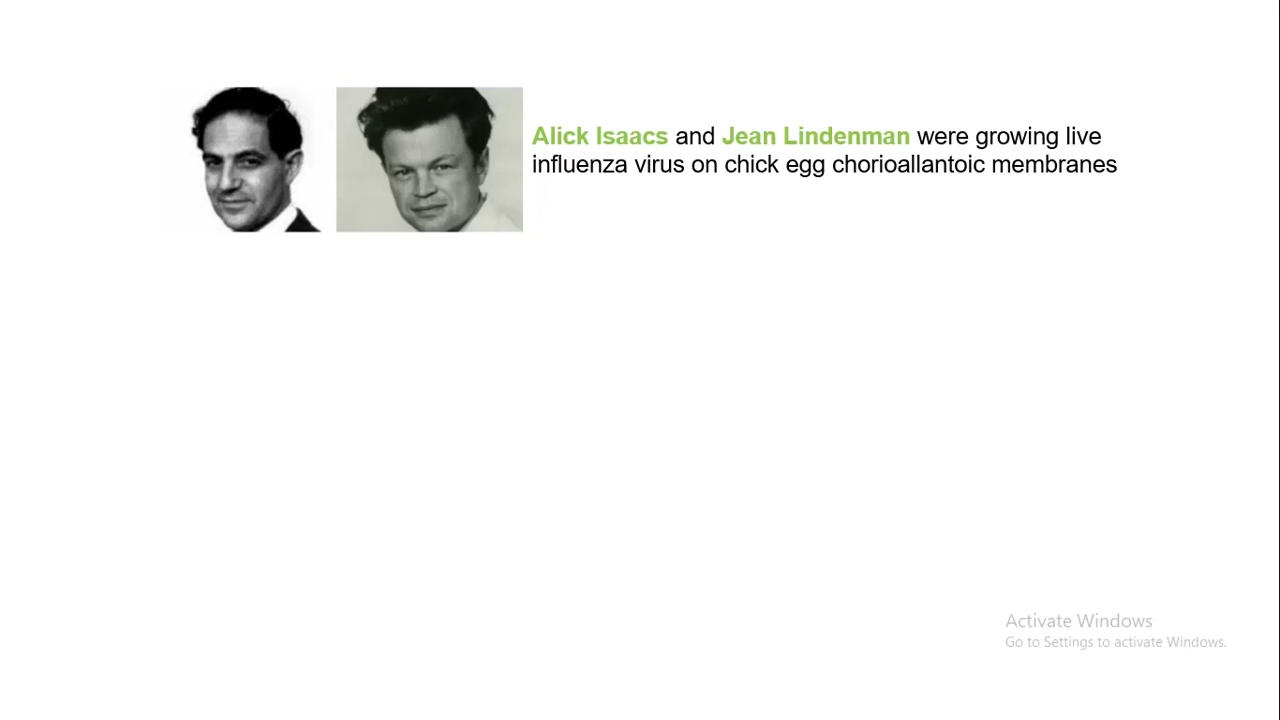 Alick Isaacs and Jean Lindenman were growing live
influenza virus on chick egg chorioallantoic membranes
Activate Windows
Go to Settings to activate Windows.